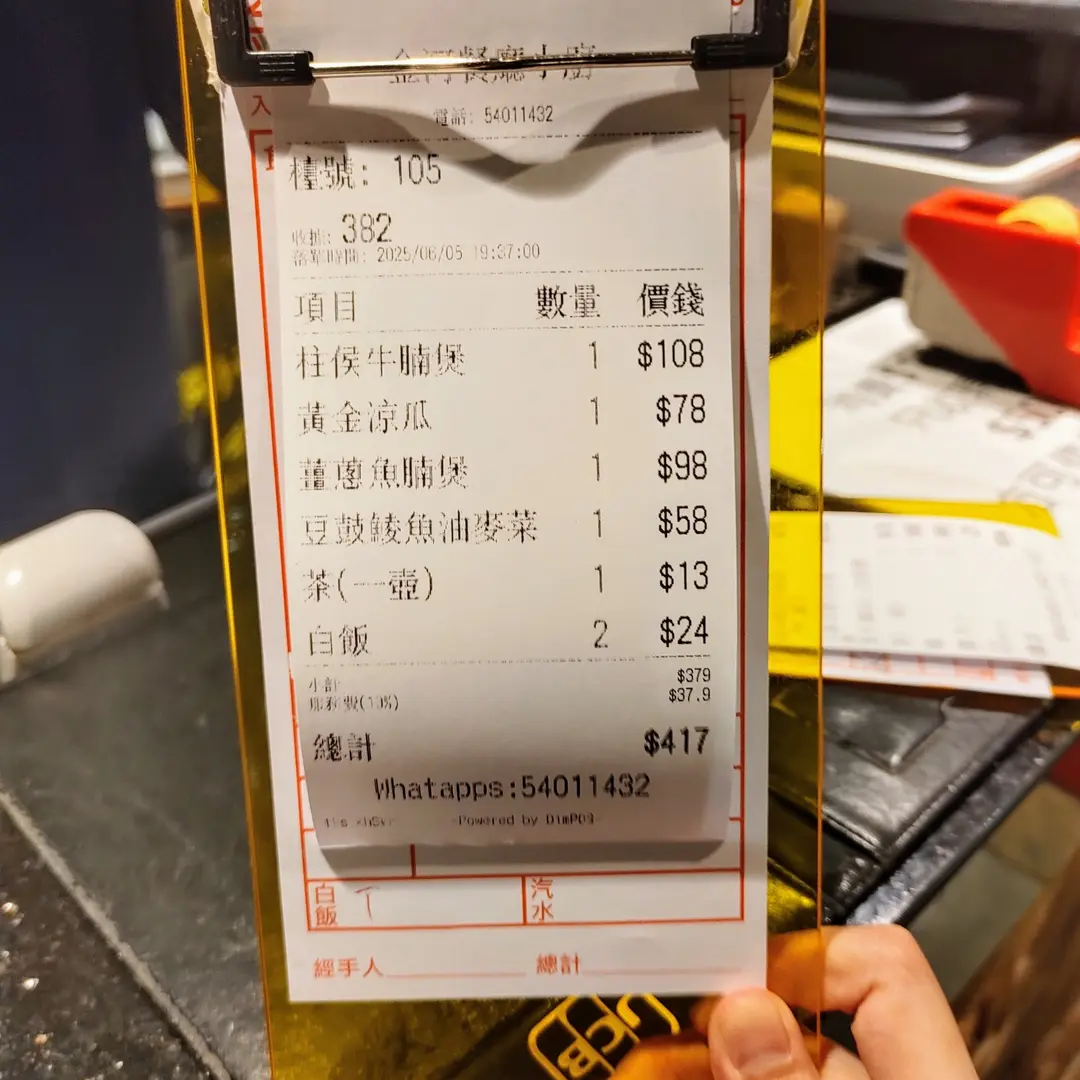 電話: 54011432
入
檯號: 105
收據: 382
落單時間: 2025/06/05 19:37:00
項目 數量 價錢
柱侯牛腩煲 1 $108
黃金涼瓜 1 $78
薑蔥魚腩煲 1 $98
豆鼓鯪魚油麥菜 1 $58
茶(一壺) 1 $13
白飯 2 $24
小計 $379
服務費(10%) $37.9
總計 $417
Whatapps:54011432
-Powered by DimPOS-
白飯 汽水
經手人 總計
JCB